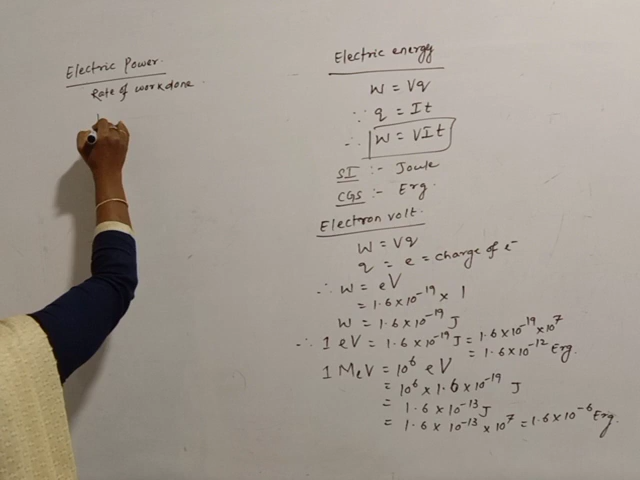 Electric Power.
Rate of work done.
Electric energy
W = Vq
∵ q = It
∴ W = VIt
SI :- Joule
CGS :- Erg.
Electron volt.
W = Vq
q = e = charge of e⁻
∴ W = eV
= 1.6 × 10⁻¹⁹ × 1
W = 1.6 × 10⁻¹⁹ J
∴ 1 eV = 1.6 × 10⁻¹⁹ J = 1.6 × 10⁻¹⁹ × 10⁷
= 1.6 × 10⁻¹² Erg.
1 MeV = 10⁶ eV
= 10⁶ × 1.6 × 10⁻¹⁹ J
= 1.6 × 10⁻¹³ J
= 1.6 × 10⁻¹³ × 10⁷ = 1.6 × 10⁻⁶ Erg.